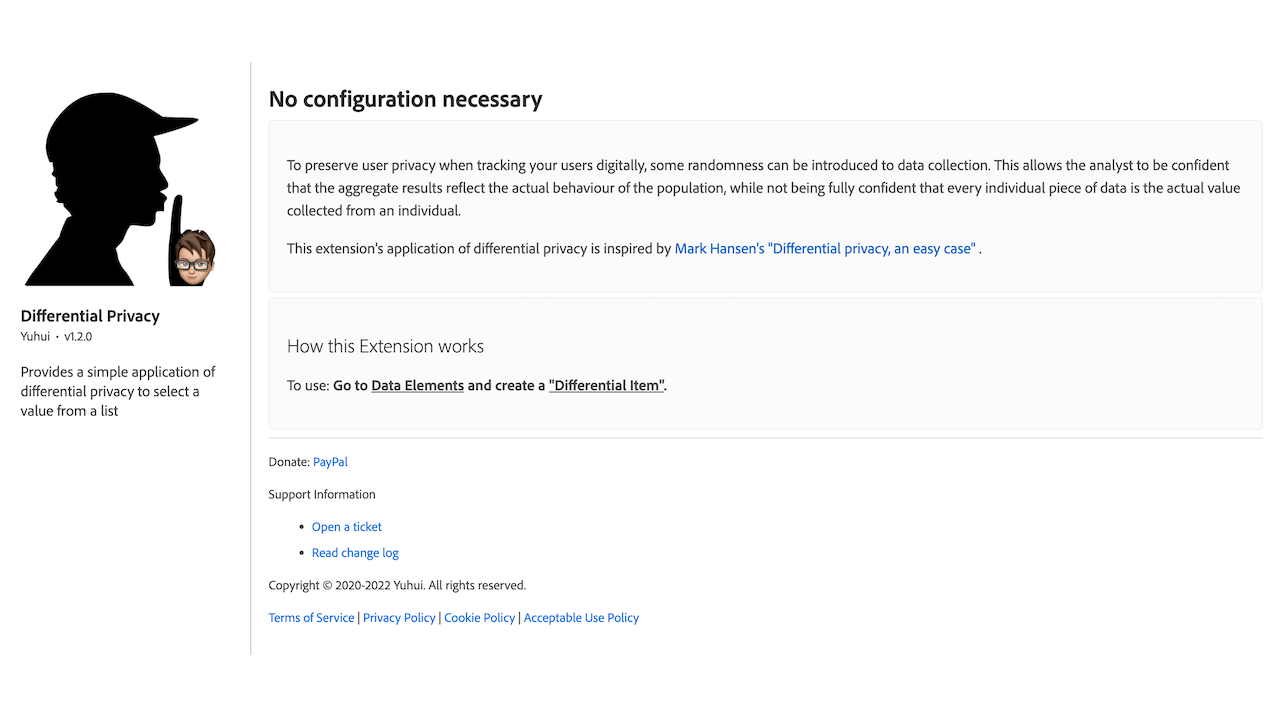 Differential Privacy
Yuhui · v1.2.0
Provides a simple application of
differential privacy to select a
value from a list
No configuration necessary
To preserve user privacy when tracking your users digitally, some randomness can be introduced to data collection. This allows the analyst to be confident
that the aggregate results reflect the actual behaviour of the population, while not being fully confident that every individual piece of data is the actual value
collected from an individual.
This extension's application of differential privacy is inspired by Mark Hansen's "Differential privacy, an easy case" .
How this Extension works
To use: Go to Data Elements and create a "Differential Item".
Donate: PayPal
Support Information
• Open a ticket
• Read change log
Copyright © 2020-2022 Yuhui. All rights reserved.
Terms of Service | Privacy Policy | Cookie Policy | Acceptable Use Policy